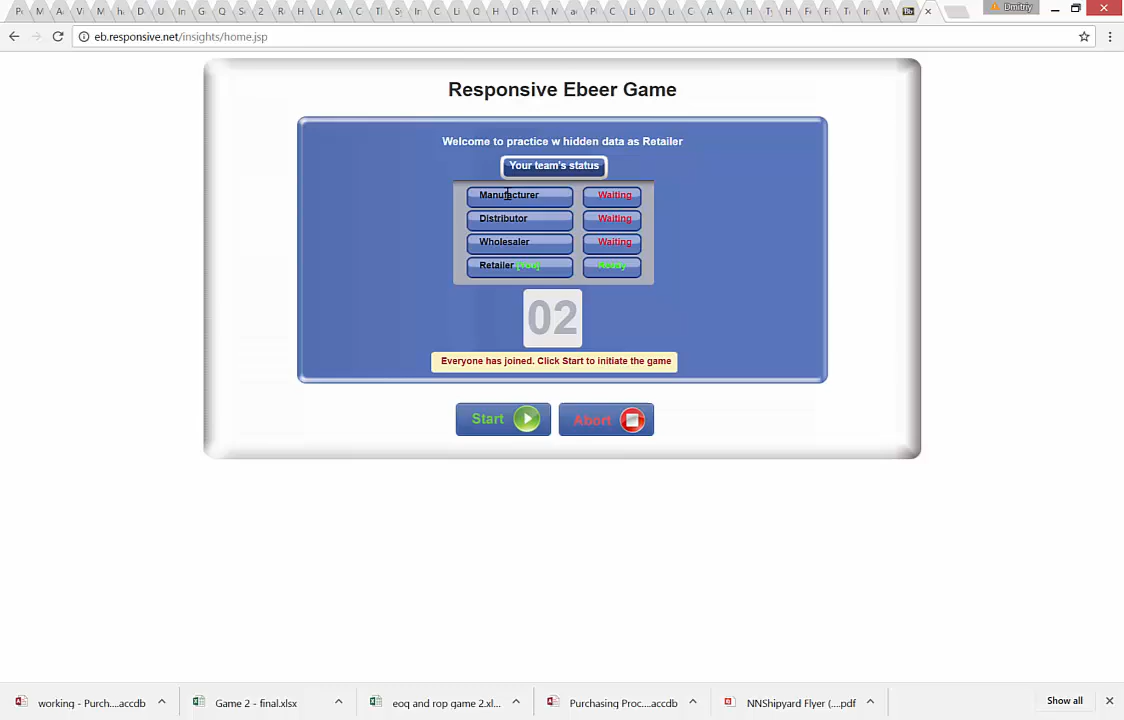 Dmitriy
eb.responsive.net/insights/home.jsp
Responsive Ebeer Game
Welcome to practice w hidden data as Retailer
Your team's status
Manufacturer Waiting
Distributor Waiting
Wholesaler Waiting
Retailer [You] Ready
02
Everyone has joined. Click Start to initiate the game
Start Abort
working - Purch....accdb Game 2 - final.xlsx eoq and rop game 2.xl... Purchasing Proc....accdb NNShipyard Flyer (....pdf Show all